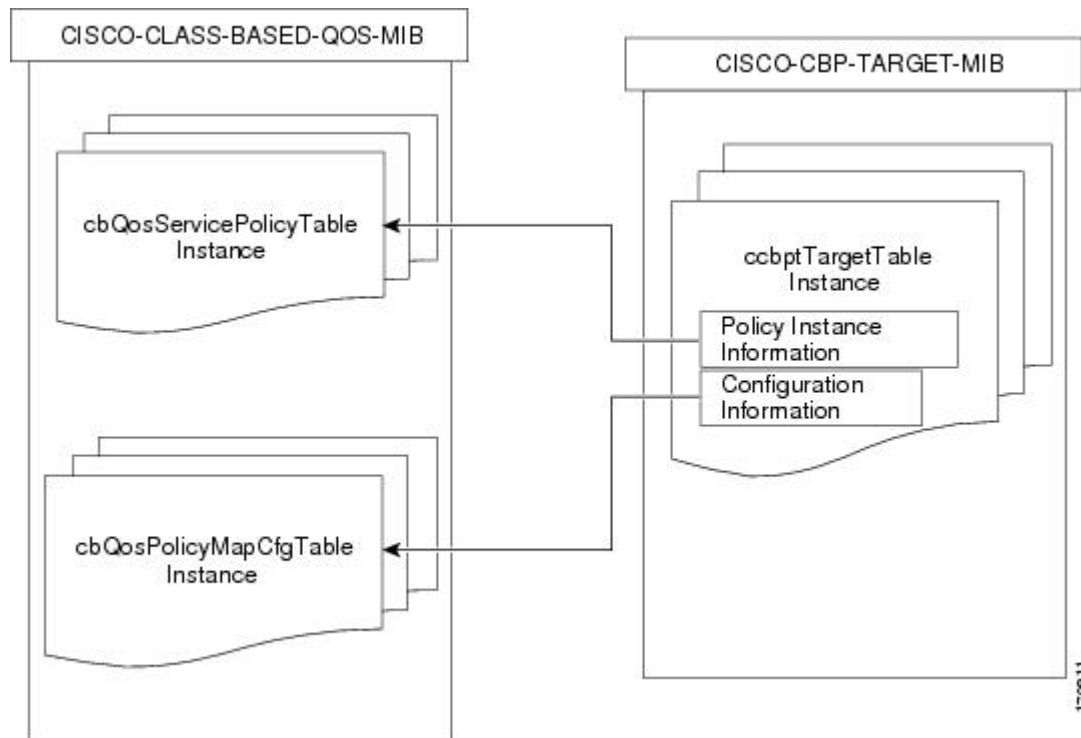 CISCO-CLASS-BASED-QOS-MIB
cbQosServicePolicyTable
Instance
cbQosPolicyMapCfgTable
Instance
CISCO-CBP-TARGET-MIB
ccbptTargetTable
Instance
Policy Instance
Information
Configuration
Information